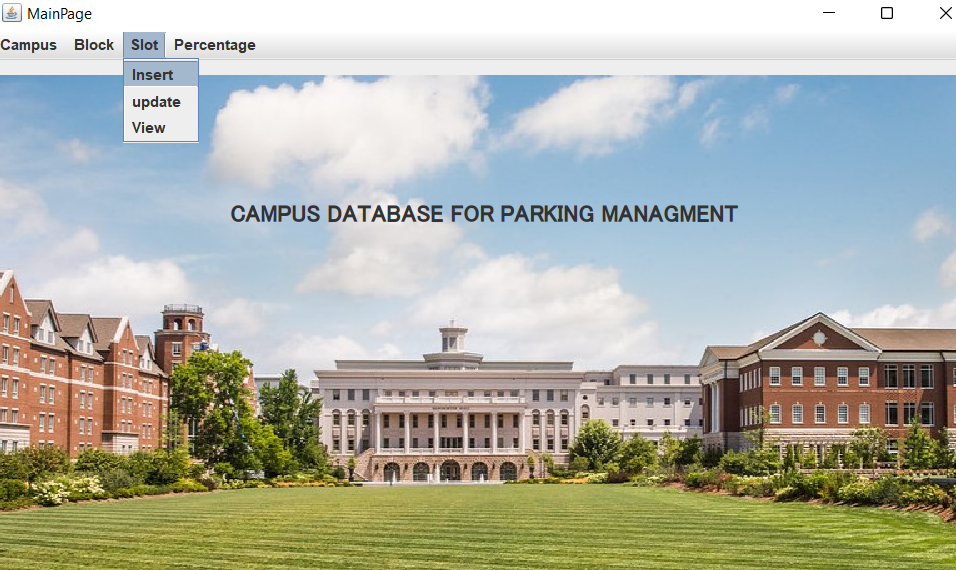 MainPage
Campus Block Slot Percentage
Insert
update
View
CAMPUS DATABASE FOR PARKING MANAGMENT